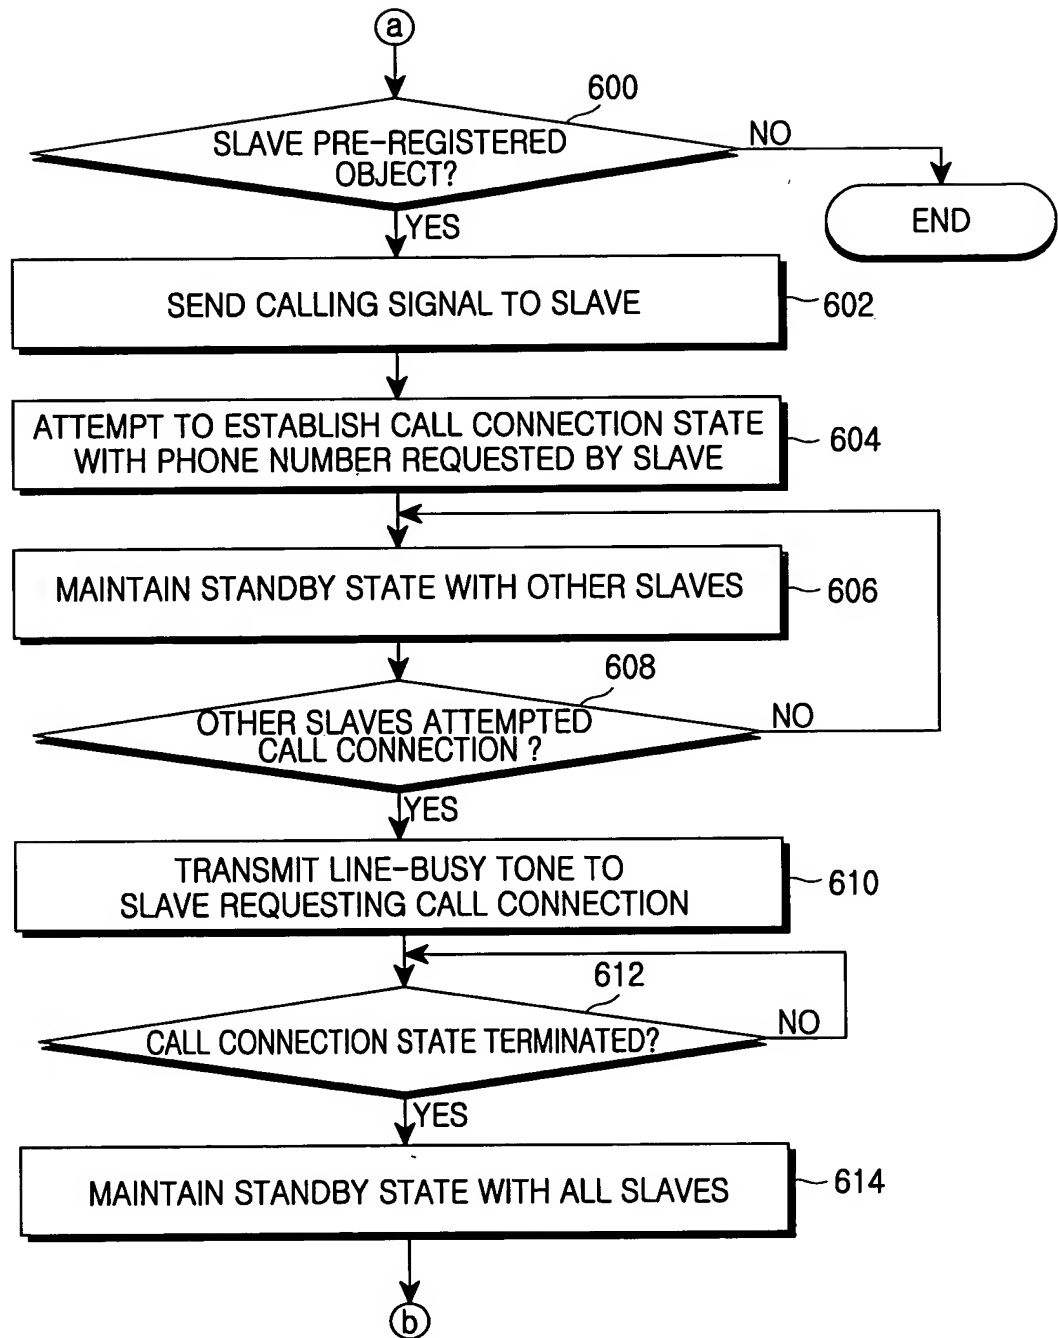 a
600
SLAVE PRE-REGISTERED
OBJECT?
NO
END
YES
SEND CALLING SIGNAL TO SLAVE
602
ATTEMPT TO ESTABLISH CALL CONNECTION STATE
WITH PHONE NUMBER REQUESTED BY SLAVE
604
MAINTAIN STANDBY STATE WITH OTHER SLAVES
606
608
OTHER SLAVES ATTEMPTED
CALL CONNECTION ?
NO
YES
TRANSMIT LINE-BUSY TONE TO
SLAVE REQUESTING CALL CONNECTION
610
612
CALL CONNECTION STATE TERMINATED?
NO
YES
MAINTAIN STANDBY STATE WITH ALL SLAVES
614
b